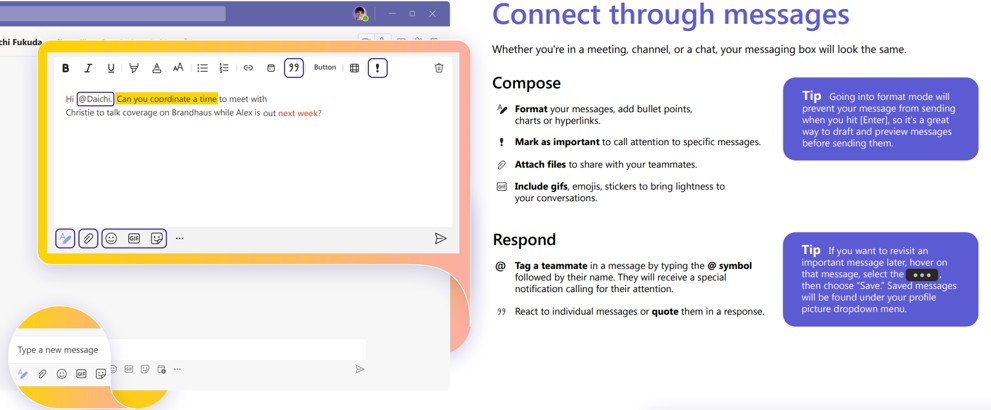 Connect through messages
Whether you're in a meeting, channel, or a chat, your messaging box will look the same.
Compose
Format your messages, add bullet points,
charts or hyperlinks.
Mark as important to call attention to specific messages.
Attach files to share with your teammates.
GIF Include gifs, emojis, stickers to bring lightness to
your conversations.
Tip Going into format mode will
prevent your message from sending
when you hit [Enter], so it's a great
way to draft and preview messages
before sending them.
Respond
@ Tag a teammate in a message by typing the @ symbol
followed by their name. They will receive a special
notification calling for their attention.
React to individual messages or quote them in a response.
Tip If you want to revisit an
important message later, hover on
that message, select the •••,
then choose "Save." Saved messages
will be found under your profile
picture dropdown menu.
chi Fukuda
B I U A AA Button !
Hi @Daichi, Can you coordinate a time to meet with
Christie to talk coverage on Brandhaus while Alex is out next week?
GIF
Type a new message
GIF
GIF